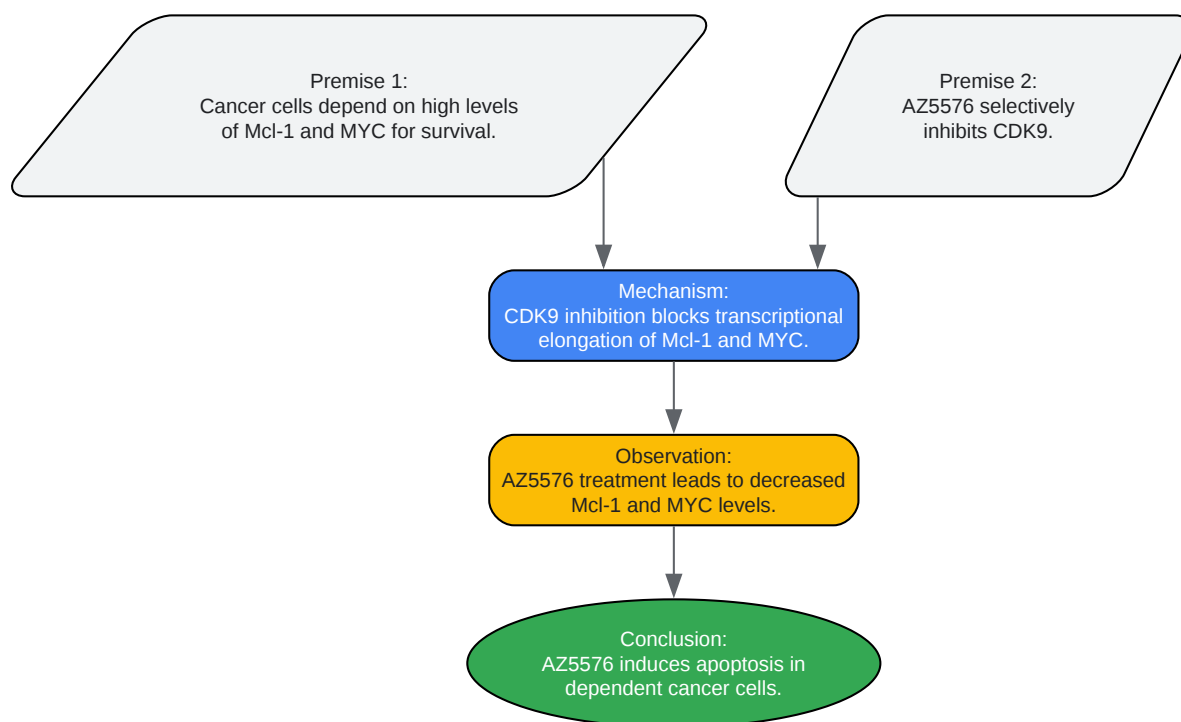 Premise 1:
Cancer cells depend on high levels
of Mcl-1 and MYC for survival.
Premise 2:
AZ5576 selectively
inhibits CDK9.
Mechanism:
CDK9 inhibition blocks transcriptional
elongation of Mcl-1 and MYC.
Observation:
AZ5576 treatment leads to decreased
Mcl-1 and MYC levels.
Conclusion:
AZ5576 induces apoptosis in
dependent cancer cells.